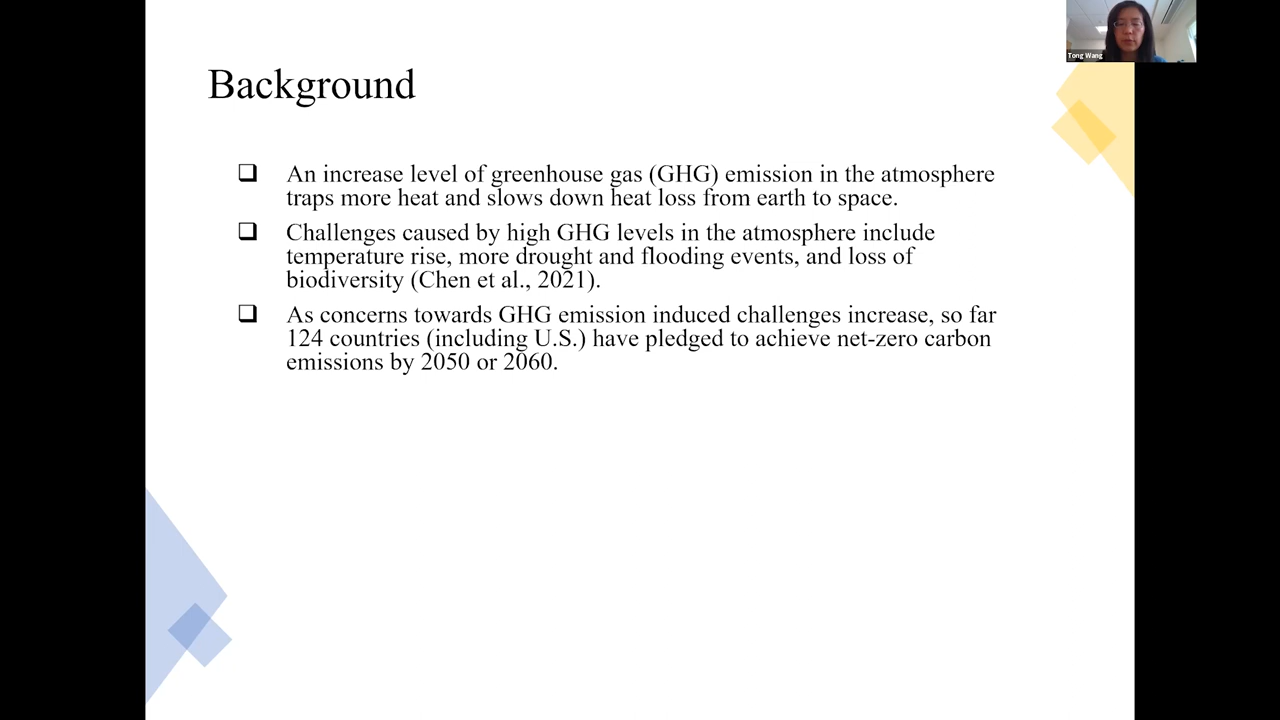 Background
❑ An increase level of greenhouse gas (GHG) emission in the atmosphere
traps more heat and slows down heat loss from earth to space.
❑ Challenges caused by high GHG levels in the atmosphere include
temperature rise, more drought and flooding events, and loss of
biodiversity (Chen et al., 2021).
❑ As concerns towards GHG emission induced challenges increase, so far
124 countries (including U.S.) have pledged to achieve net-zero carbon
emissions by 2050 or 2060.
Tong Wang